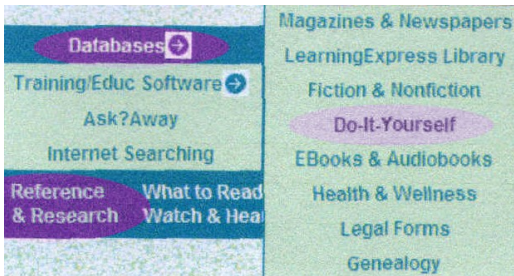 Databases
Training/Educ Software
Ask?Away
Internet Searching
Reference & Research
What to Read Watch & Hea
Magazines & Newspapers
LearningExpress Library
Fiction & Nonfiction
Do-It-Yourself
EBooks & Audiobooks
Health & Wellness
Legal Forms
Genealogy